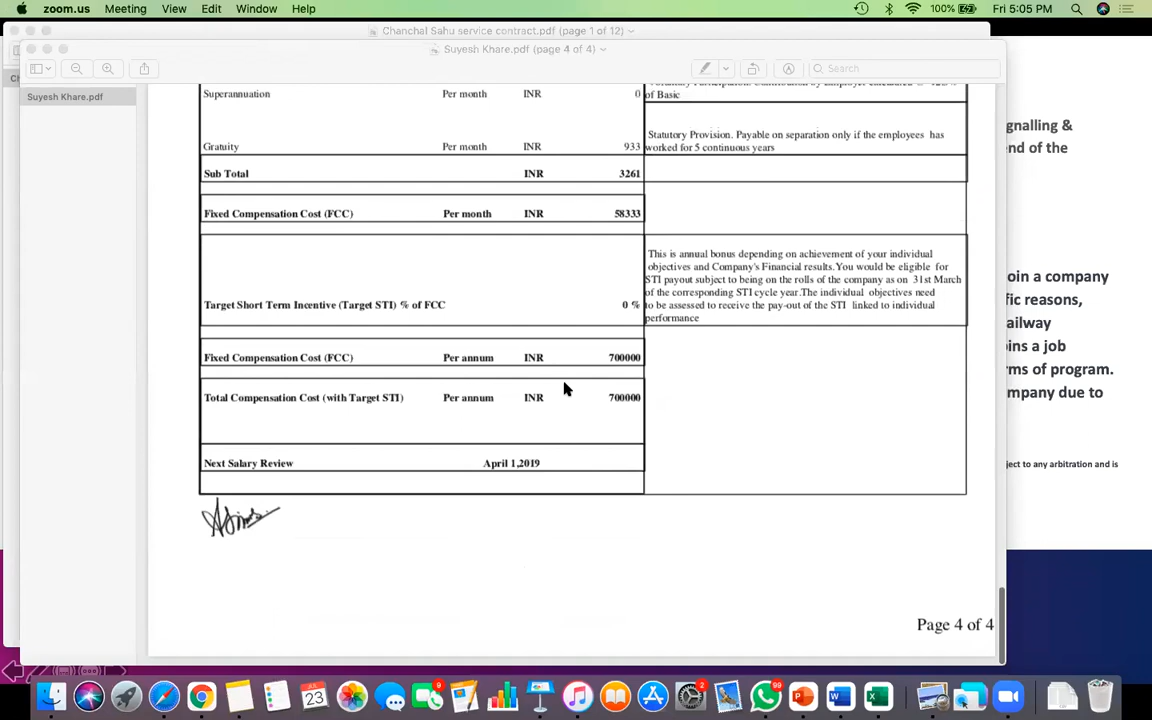 zoom.us Meeting View Edit Window Help 100% Fri 5:05 PM
Chanchal Sahu service contract.pdf (page 1 of 12)
Suyesh Khare.pdf (page 4 of 4)
Search
Suyesh Khare.pdf
Superannuation Per month INR 0
of Basic
Gratuity Per month INR 933
Statutory Provision. Payable on separation only if the employees has
worked for 5 continuous years
Sub Total INR 3261
Fixed Compensation Cost (FCC) Per month INR 58333
Target Short Term Incentive (Target STI) % of FCC 0 %
This is annual bonus depending on achievement of your individual
objectives and Company's Financial results.You would be eligible for
STI payout subject to being on the rolls of the company as on 31st March
of the corresponding STI cycle year.The individual objectives need
to be assessed to receive the pay-out of the STI linked to individual
performance
Fixed Compensation Cost (FCC) Per annum INR 700000
Total Compensation Cost (with Target STI) Per annum INR 700000
Next Salary Review April 1,2019
Page 4 of 4
gnalling &
end of the
oin a company
fic reasons,
ailway
ins a job
rms of program.
mpany due to
ject to any arbitration and is
9
23
2
99